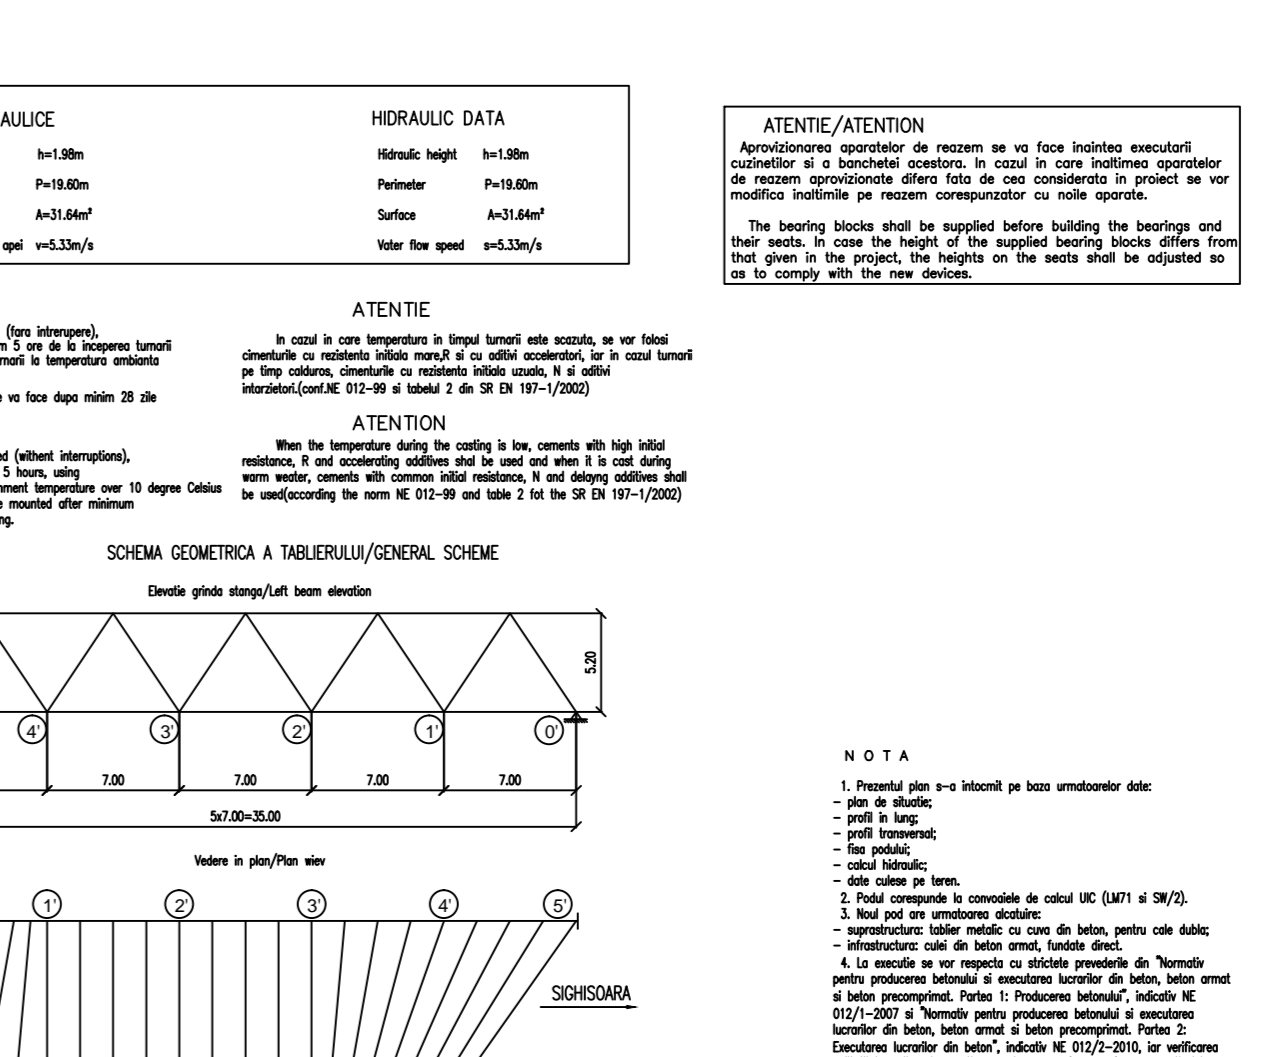 AULICE
h=1.98m
P=19.60m
A=31.64m²
apei v=5.33m/s
HIDRAULIC DATA
Hidraulic height h=1.98m
Perimeter P=19.60m
Surface A=31.64m²
Vater flow speed s=5.33m/s
ATENTIE/ATENTION
Aprovizionarea aparatelor de reazem se va face inaintea executarii
cuzinetilor si a banchetei acestora. In cazul in care inaltimea aparatelor
de reazem aprovizionate difera fata de cea considerata in proiect se vor
modifica inaltimile pe reazem corespunzator cu noile aparate.
The bearing blocks shall be supplied before building the bearings and
their seats. In case the height of the supplied bearing blocks differs from
that given in the project, the heights on the seats shall be adjusted so
as to comply with the new devices.
(fara intrerupere),
m 5 ore de la inceperea turnarii
rnarii la temperatura ambianta
e va face dupa minim 28 zile
ed (withent interruptions),
5 hours, using
nment temperature over 10 degree Celsius
e mounted after minimum
ng.
ATENTIE
In cazul in care temperatura in timpul turnarii este scazuta, se vor folosi
cimenturile cu rezistenta initiala mare,R si cu aditivi acceleratori, iar in cazul turnarii
pe timp calduros, cimenturile cu rezistenta initiala uzuala, N si aditivi
intarzietori.(conf.NE 012-99 si tabelul 2 din SR EN 197-1/2002)
ATENTION
When the temperature during the casting is low, cements with high initial
resistance, R and accelerating additives shal be used and when it is cast during
warm weater, cements with common initial resistance, N and delayng additives shall
be used(according the norm NE 012-99 and table 2 fot the SR EN 197-1/2002)
SCHEMA GEOMETRICA A TABLIERULUI/GENERAL SCHEME
Elevatie grinda stanga/Left beam elevation
5.20
4' 3' 2' 1' 0'
7.00 7.00 7.00 7.00
5x7.00=35.00
Vedere in plan/Plan wiev
1' 2' 3' 4' 5'
SIGHISOARA
N O T A
1. Prezentul plan s-a intocmit pe baza urmatoarelor date:
- plan de situatie;
- profil in lung;
- profil transversal;
- fisa podului;
- calcul hidraulic;
- date culese pe teren.
2. Podul corespunde la convoaiele de calcul UIC (LM71 si SW/2).
3. Noul pod are urmatoarea alcatuire:
- suprastructura: tablier metalic cu cuva din beton, pentru cale dubla;
- infrastructura: culei din beton armat, fundate direct.
4. La executie se vor respecta cu strictete prevederile din "Normativ
pentru producerea betonului si executarea lucrarilor din beton, beton armat
si beton precomprimat. Partea 1: Producerea betonului", indicativ NE
012/1-2007 si "Normativ pentru producerea betonului si executarea
lucrarilor din beton, beton armat si beton precomprimat. Partea 2:
Executarea lucrarilor din beton", indicativ NE 012/2-2010, iar verificarea